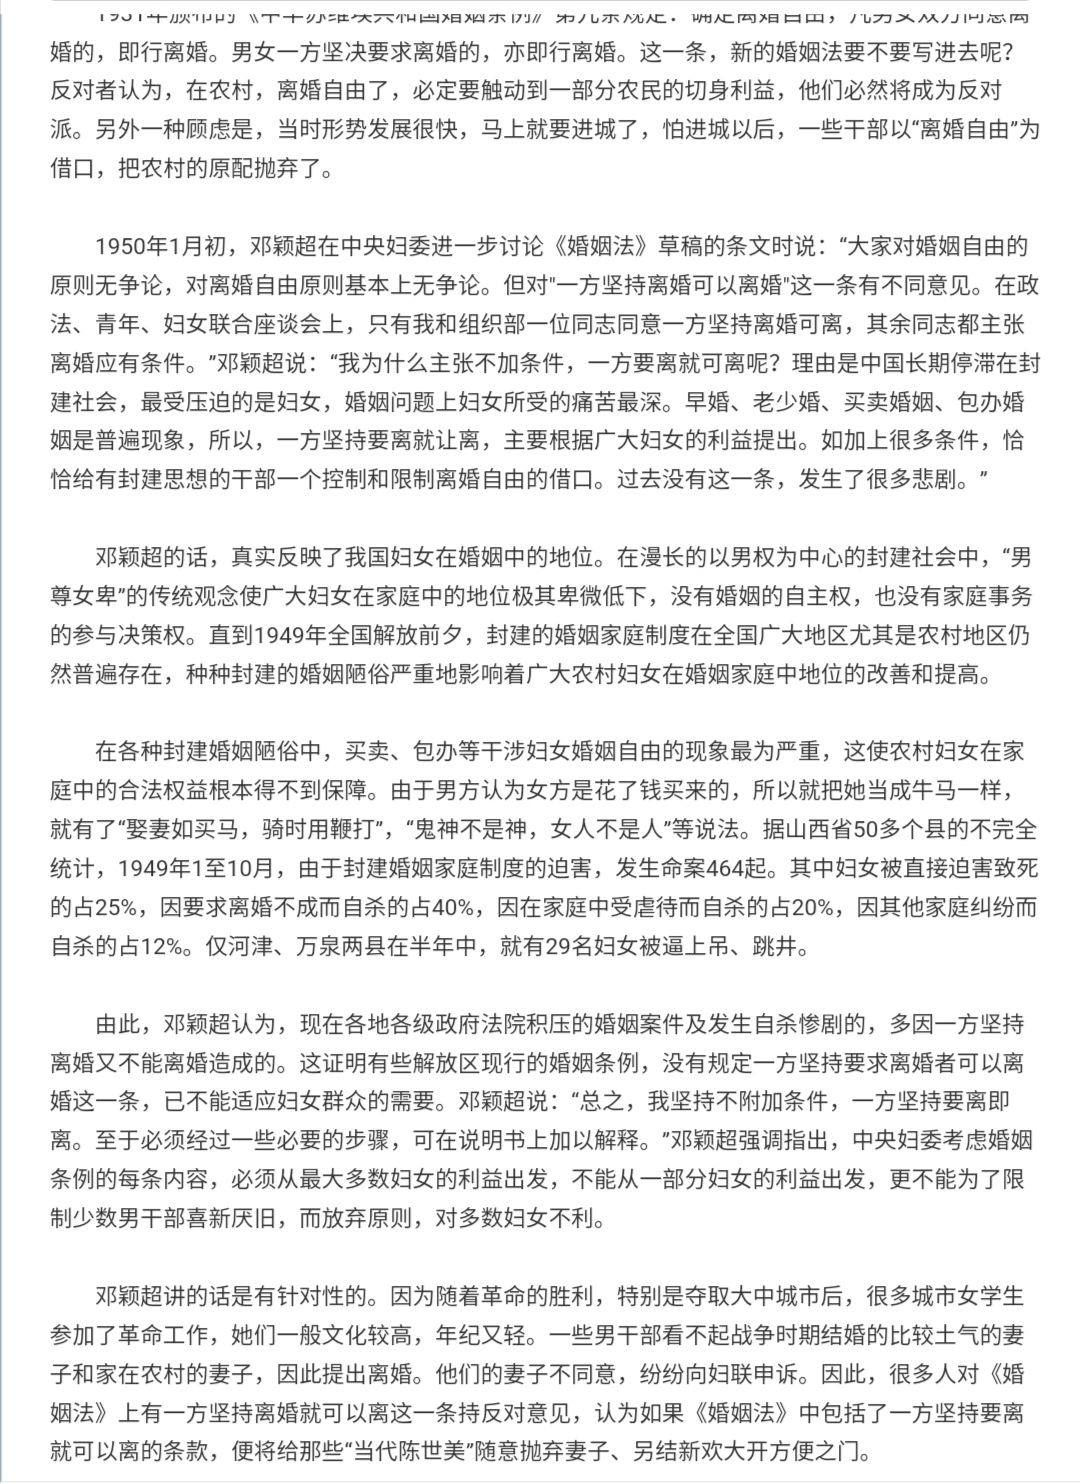 1931年颁布的《中华苏维埃共和国婚姻条例》第九条规定：确定离婚自由，凡男女双方同意离
婚的，即行离婚。男女一方坚决要求离婚的，亦即行离婚。这一条，新的婚姻法要不要写进去呢？
反对者认为，在农村，离婚自由了，必定要触动到一部分农民的切身利益，他们必然将成为反对
派。另外一种顾虑是，当时形势发展很快，马上就要进城了，怕进城以后，一些干部以“离婚自由”为
借口，把农村的原配抛弃了。
1950年1月初，邓颖超在中央妇委进一步讨论《婚姻法》草稿的条文时说：“大家对婚姻自由的
原则无争论，对离婚自由原则基本上无争论。但对"一方坚持离婚可以离婚"这一条有不同意见。在政
法、青年、妇女联合座谈会上，只有我和组织部一位同志同意一方坚持离婚可离，其余同志都主张
离婚应有条件。”邓颖超说：“我为什么主张不加条件，一方要离就可离呢？理由是中国长期停滞在封
建社会，最受压迫的是妇女，婚姻问题上妇女所受的痛苦最深。早婚、老少婚、买卖婚姻、包办婚
姻是普遍现象，所以，一方坚持要离就让离，主要根据广大妇女的利益提出。如加上很多条件，恰
恰给有封建思想的干部一个控制和限制离婚自由的借口。过去没有这一条，发生了很多悲剧。”
邓颖超的话，真实反映了我国妇女在婚姻中的地位。在漫长的以男权为中心的封建社会中，“男
尊女卑”的传统观念使广大妇女在家庭中的地位极其卑微低下，没有婚姻的自主权，也没有家庭事务
的参与决策权。直到1949年全国解放前夕，封建的婚姻家庭制度在全国广大地区尤其是农村地区仍
然普遍存在，种种封建的婚姻陋俗严重地影响着广大农村妇女在婚姻家庭中地位的改善和提高。
在各种封建婚姻陋俗中，买卖、包办等干涉妇女婚姻自由的现象最为严重，这使农村妇女在家
庭中的合法权益根本得不到保障。由于男方认为女方是花了钱买来的，所以就把她当成牛马一样，
就有了“娶妻如买马，骑时用鞭打”，“鬼神不是神，女人不是人”等说法。据山西省50多个县的不完全
统计，1949年1至10月，由于封建婚姻家庭制度的迫害，发生命案464起。其中妇女被直接迫害致死
的占25%，因要求离婚不成而自杀的占40%，因在家庭中受虐待而自杀的占20%，因其他家庭纠纷而
自杀的占12%。仅河津、万泉两县在半年中，就有29名妇女被逼上吊、跳井。
由此，邓颖超认为，现在各地各级政府法院积压的婚姻案件及发生自杀惨剧的，多因一方坚持
离婚又不能离婚造成的。这证明有些解放区现行的婚姻条例，没有规定一方坚持要求离婚者可以离
婚这一条，已不能适应妇女群众的需要。邓颖超说：“总之，我坚持不附加条件，一方坚持要离即
离。至于必须经过一些必要的步骤，可在说明书上加以解释。”邓颖超强调指出，中央妇委考虑婚姻
条例的每条内容，必须从最大多数妇女的利益出发，不能从一部分妇女的利益出发，更不能为了限
制少数男干部喜新厌旧，而放弃原则，对多数妇女不利。
邓颖超讲的话是有针对性的。因为随着革命的胜利，特别是夺取大中城市后，很多城市女学生
参加了革命工作，她们一般文化较高，年纪又轻。一些男干部看不起战争时期结婚的比较土气的妻
子和家在农村的妻子，因此提出离婚。他们的妻子不同意，纷纷向妇联申诉。因此，很多人对《婚
姻法》上有一方坚持离婚就可以离这一条持反对意见，认为如果《婚姻法》中包括了一方坚持要离
就可以离的条款，便将给那些“当代陈世美”随意抛弃妻子、另结新欢大开方便之门。